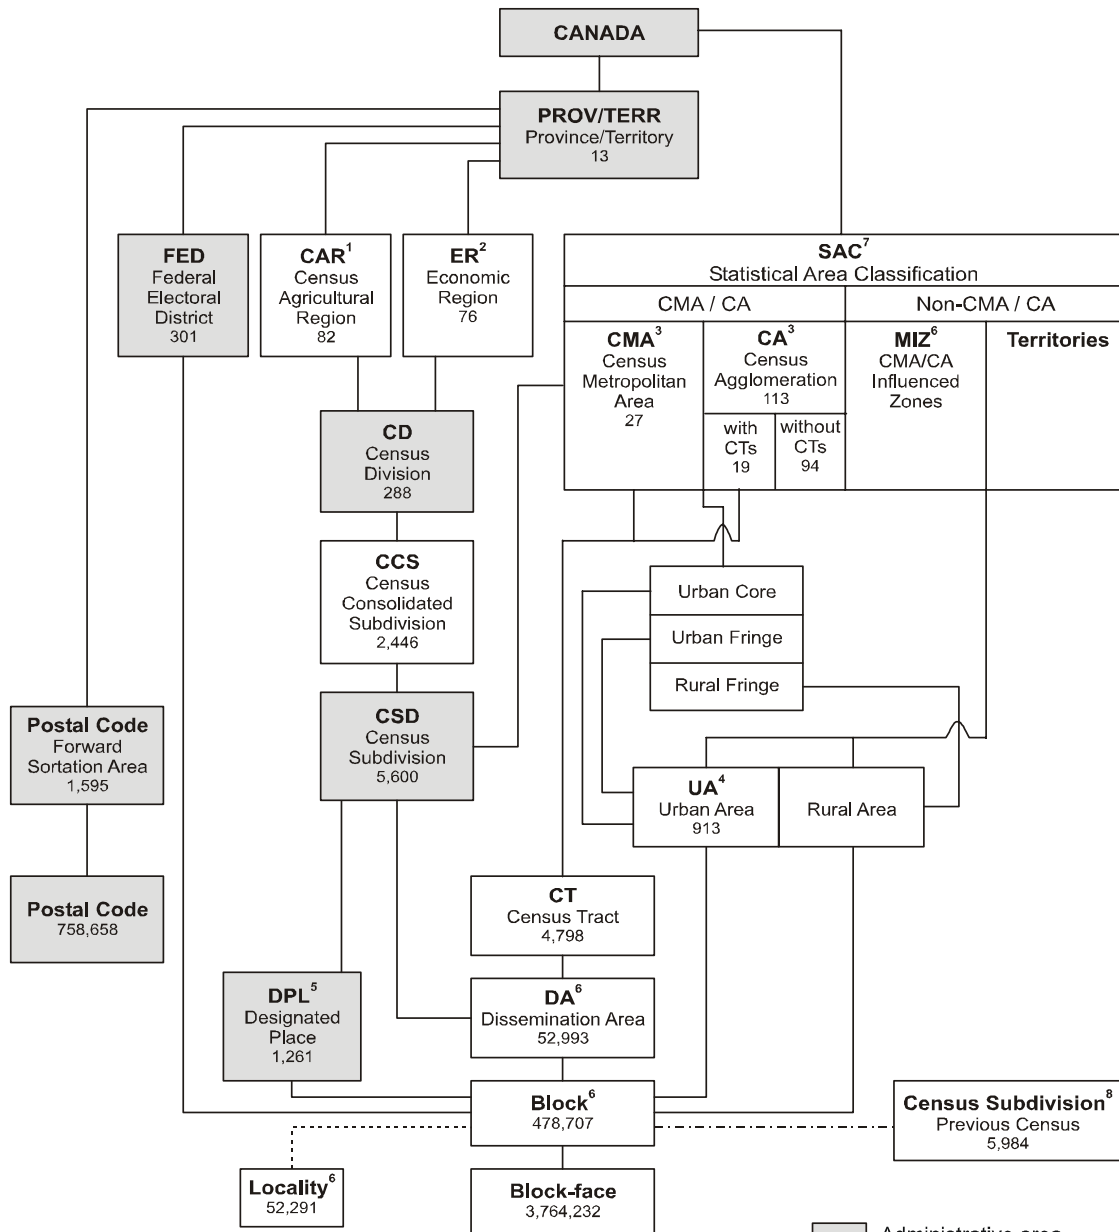 CANADA
PROV/TERR
Province/Territory
13
FED
Federal
Electoral
District
301
CAR1
Census
Agricultural
Region
82
ER2
Economic
Region
76
SAC7
Statistical Area Classification
CMA / CA
Non-CMA / CA
CMA3
Census
Metropolitan
Area
27
CA3
Census
Agglomeration
113
with
CTs
19
without
CTs
94
MIZ6
CMA/CA
Influenced
Zones
Territories
CD
Census
Division
288
CCS
Census
Consolidated
Subdivision
2,446
Urban Core
Urban Fringe
Rural Fringe
Postal Code
Forward
Sortation Area
1,595
CSD
Census
Subdivision
5,600
UA4
Urban Area
913
Rural Area
Postal Code
758,658
CT
Census Tract
4,798
DPL5
Designated
Place
1,261
DA6
Dissemination Area
52,993
Block6
478,707
Census Subdivision8
Previous Census
5,984
Locality6
52,291
Block-face
3,764,232
Administrative area